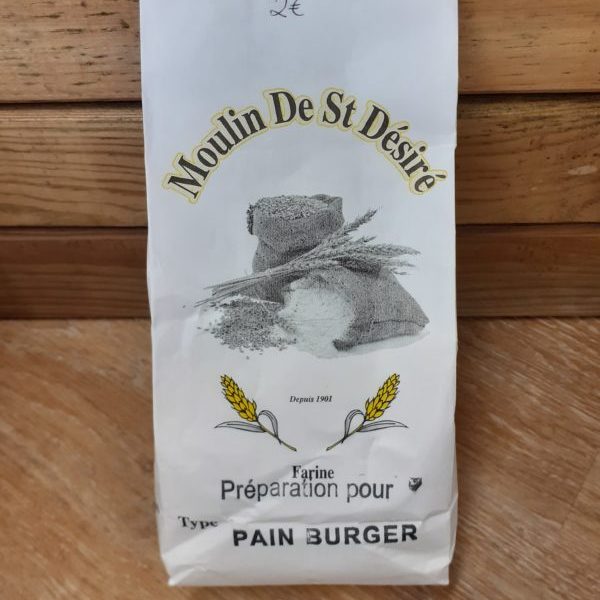 2€
Moulin De St Désiré
Depuis 1901
Farine
Préparation pour
Type
PAIN BURGER